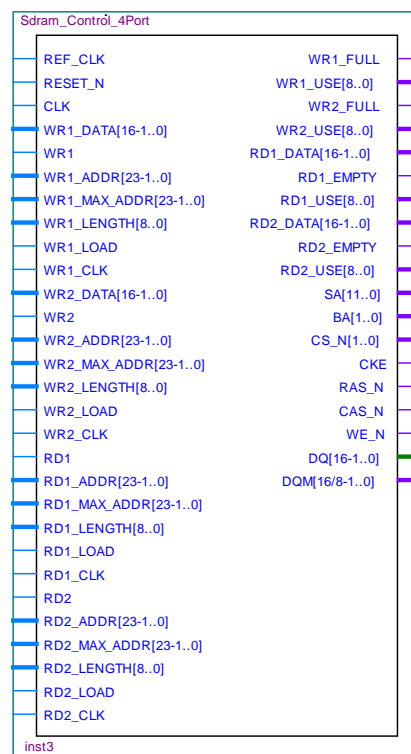 Sdram_Control_4Port
REF_CLK WR1_FULL
RESET_N WR1_USE[8..0]
CLK WR2_FULL
WR1_DATA[16-1..0] WR2_USE[8..0]
WR1 RD1_DATA[16-1..0]
WR1_ADDR[23-1..0] RD1_EMPTY
WR1_MAX_ADDR[23-1..0] RD1_USE[8..0]
WR1_LENGTH[8..0] RD2_DATA[16-1..0]
WR1_LOAD RD2_EMPTY
WR1_CLK RD2_USE[8..0]
WR2_DATA[16-1..0] SA[11..0]
WR2 BA[1..0]
WR2_ADDR[23-1..0] CS_N[1..0]
WR2_MAX_ADDR[23-1..0] CKE
WR2_LENGTH[8..0] RAS_N
WR2_LOAD CAS_N
WR2_CLK WE_N
RD1 DQ[16-1..0]
RD1_ADDR[23-1..0] DQM[16/8-1..0]
RD1_MAX_ADDR[23-1..0]
RD1_LENGTH[8..0]
RD1_LOAD
RD1_CLK
RD2
RD2_ADDR[23-1..0]
RD2_MAX_ADDR[23-1..0]
RD2_LENGTH[8..0]
RD2_LOAD
RD2_CLK
inst3